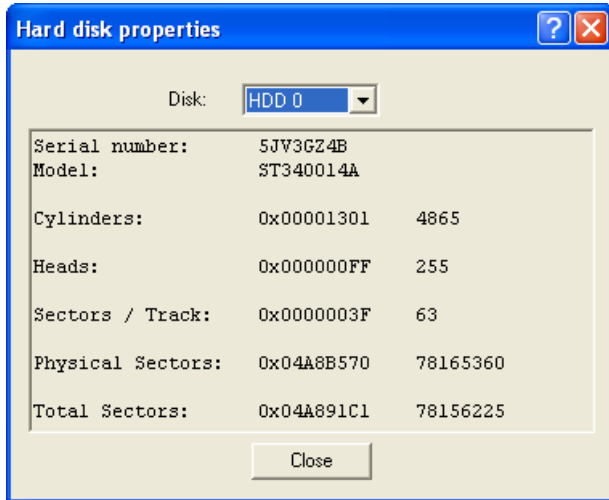 Hard disk properties
Disk: HDD 0
Serial number: 5JV3GZ4B
Model: ST340014A
Cylinders: 0x00001301 4865
Heads: 0x000000FF 255
Sectors / Track: 0x0000003F 63
Physical Sectors: 0x04A8B570 78165360
Total Sectors: 0x04A891C1 78156225
Close